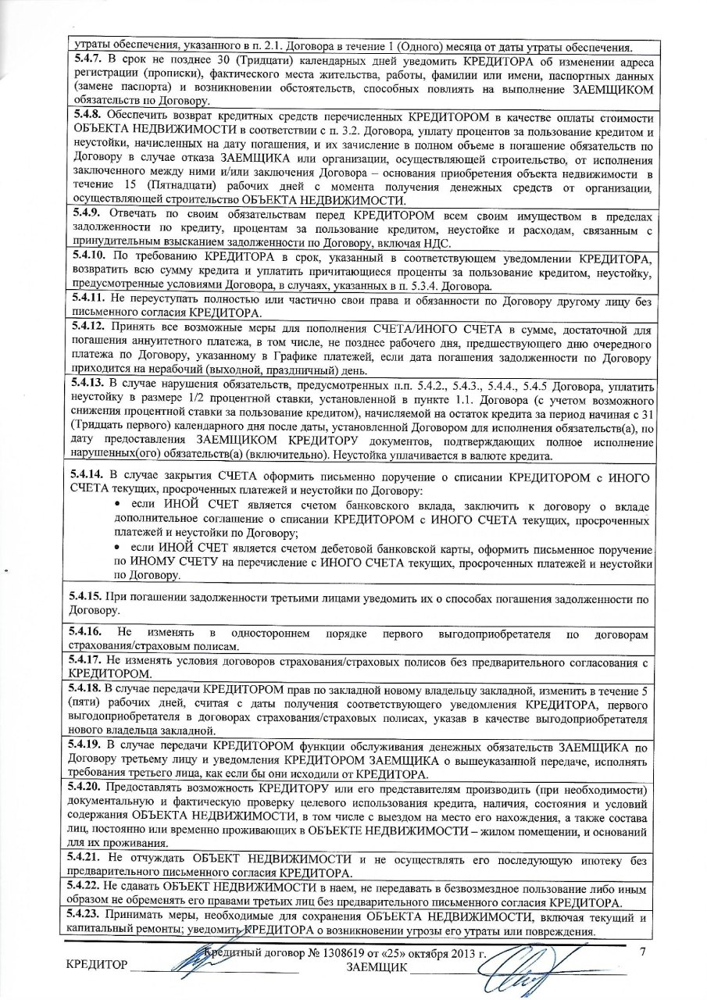 утраты обеспечения, указанного в п. 2.1. Договора в течение 1 (Одного) месяца от даты утраты обеспечения.
5.4.7. В срок не позднее 30 (Тридцати) календарных дней уведомить КРЕДИТОРА об изменении адреса
регистрации (прописки), фактического места жительства, работы, фамилии или имени, паспортных данных
(замене паспорта) и возникновении обстоятельств, способных повлиять на выполнение ЗАЕМЩИКОМ
обязательств по Договору.
5.4.8. Обеспечить возврат кредитных средств перечисленных КРЕДИТОРОМ в качестве оплаты стоимости
ОБЪЕКТА НЕДВИЖИМОСТИ в соответствии с п. 3.2. Договора, уплату процентов за пользование кредитом и
неустойки, начисленных на дату погашения, и их зачисление в полном объеме в погашение обязательств по
Договору в случае отказа ЗАЕМЩИКА или организации, осуществляющей строительство, от исполнения
заключенного между ними и/или заключения Договора – основания приобретения объекта недвижимости в
течение 15 (Пятнадцати) рабочих дней с момента получения денежных средств от организации,
осуществляющей строительство ОБЪЕКТА НЕДВИЖИМОСТИ.
5.4.9. Отвечать по своим обязательствам перед КРЕДИТОРОМ всем своим имуществом в пределах
задолженности по кредиту, процентам за пользование кредитом, неустойке и расходам, связанным с
принудительным взысканием задолженности по Договору, включая НДС.
5.4.10. По требованию КРЕДИТОРА в срок, указанный в соответствующем уведомлении КРЕДИТОРА,
возвратить всю сумму кредита и уплатить причитающиеся проценты за пользование кредитом, неустойку,
предусмотренные условиями Договора, в случаях, указанных в п. 5.3.4. Договора.
5.4.11. Не переуступать полностью или частично свои права и обязанности по Договору другому лицу без
письменного согласия КРЕДИТОРА.
5.4.12. Принять все возможные меры для пополнения СЧЕТА/ИНОГО СЧЕТА в сумме, достаточной для
погашения аннуитетного платежа, в том числе, не позднее рабочего дня, предшествующего дню очередного
платежа по Договору, указанному в Графике платежей, если дата погашения задолженности по Договору
приходится на нерабочий (выходной, праздничный) день.
5.4.13. В случае нарушения обязательств, предусмотренных п.п. 5.4.2., 5.4.3., 5.4.4., 5.4.5 Договора, уплатить
неустойку в размере 1/2 процентной ставки, установленной в пункте 1.1. Договора (с учетом возможного
снижения процентной ставки за пользование кредитом), начисляемой на остаток кредита за период начиная с 31
(Тридцать первого) календарного дня после даты, установленной Договором для исполнения обязательств(а), по
дату предоставления ЗАЕМЩИКОМ КРЕДИТОРУ документов, подтверждающих полное исполнение
нарушенных(ого) обязательств(а) (включительно). Неустойка уплачивается в валюте кредита.
5.4.14. В случае закрытия СЧЕТА оформить письменно поручение о списании КРЕДИТОРОМ с ИНОГО
СЧЕТА текущих, просроченных платежей и неустойки по Договору:
• если ИНОЙ СЧЕТ является счетом банковского вклада, заключить к договору о вкладе
дополнительное соглашение о списании КРЕДИТОРОМ с ИНОГО СЧЕТА текущих, просроченных
платежей и неустойки по Договору;
• если ИНОЙ СЧЕТ является счетом дебетовой банковской карты, оформить письменное поручение
по ИНОМУ СЧЕТУ на перечисление с ИНОГО СЧЕТА текущих, просроченных платежей и неустойки
по Договору.
5.4.15. При погашении задолженности третьими лицами уведомить их о способах погашения задолженности по
Договору.
5.4.16. Не изменять в одностороннем порядке первого выгодоприобретателя по договорам
страхования/страховым полисам.
5.4.17. Не изменять условия договоров страхования/страховых полисов без предварительного согласования с
КРЕДИТОРОМ.
5.4.18. В случае передачи КРЕДИТОРОМ прав по закладной новому владельцу закладной, изменить в течение 5
(пяти) рабочих дней, считая с даты получения соответствующего уведомления КРЕДИТОРА, первого
выгодоприобретателя в договорах страхования/страховых полисах, указав в качестве выгодоприобретателя
нового владельца закладной.
5.4.19. В случае передачи КРЕДИТОРОМ функции обслуживания денежных обязательств ЗАЕМЩИКА по
Договору третьему лицу и уведомления КРЕДИТОРОМ ЗАЕМЩИКА о вышеуказанной передаче, исполнять
требования третьего лица, как если бы они исходили от КРЕДИТОРА.
5.4.20. Предоставлять возможность КРЕДИТОРУ или его представителям производить (при необходимости)
документальную и фактическую проверку целевого использования кредита, наличия, состояния и условий
содержания ОБЪЕКТА НЕДВИЖИМОСТИ, в том числе с выездом на место его нахождения, а также состава
лиц, постоянно или временно проживающих в ОБЪЕКТЕ НЕДВИЖИМОСТИ – жилом помещении, и оснований
для их проживания.
5.4.21. Не отчуждать ОБЪЕКТ НЕДВИЖИМОСТИ и не осуществлять его последующую ипотеку без
предварительного письменного согласия КРЕДИТОРА.
5.4.22. Не сдавать ОБЪЕКТ НЕДВИЖИМОСТИ в наем, не передавать в безвозмездное пользование либо иным
образом не обременять его правами третьих лиц без предварительного письменного согласия КРЕДИТОРА.
5.4.23. Принимать меры, необходимые для сохранения ОБЪЕКТА НЕДВИЖИМОСТИ, включая текущий и
капитальный ремонты; уведомить КРЕДИТОРА о возникновении угрозы его утраты или повреждения.
Кредитный договор № 1308619 от «25» октября 2013 г. 7
КРЕДИТОР ____________ ЗАЕМЩИК ____________